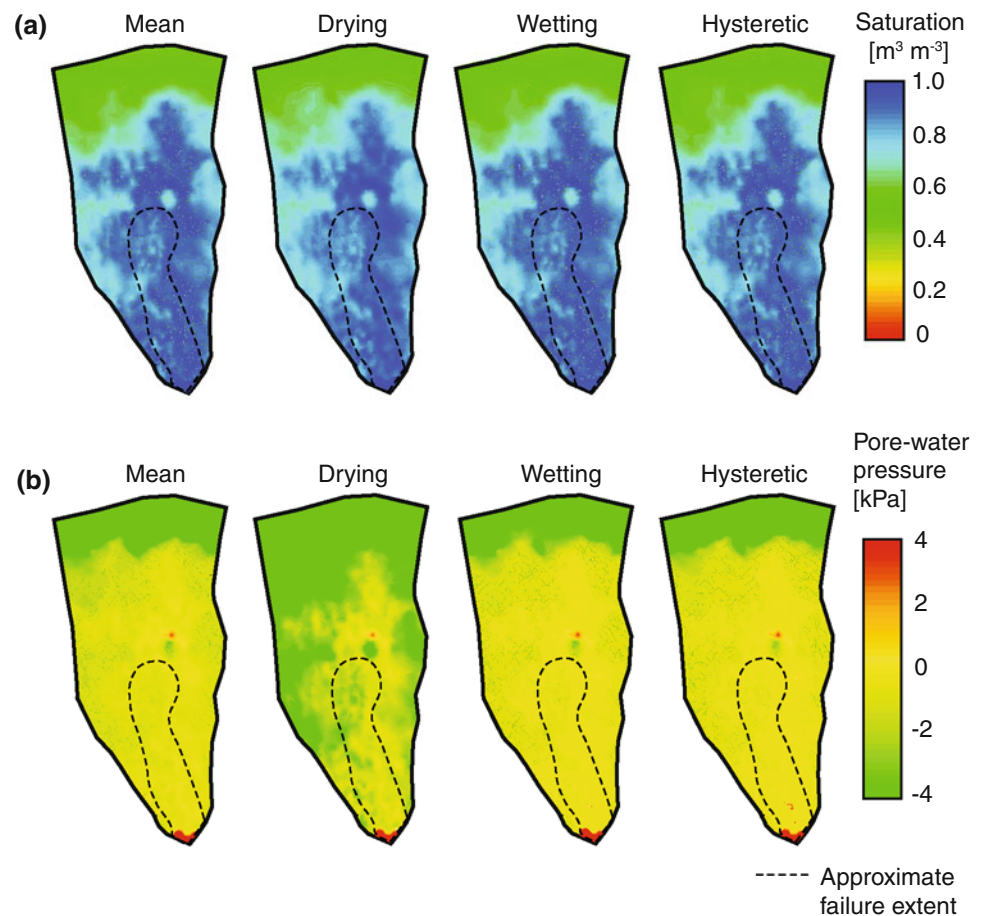 (a)
Mean
Drying
Wetting
Hysteretic
Saturation
[m³ m⁻³]
1.0
0.8
0.6
0.4
0.2
0
(b)
Mean
Drying
Wetting
Hysteretic
Pore-water
pressure
[kPa]
4
2
0
-2
-4
Approximate
failure extent